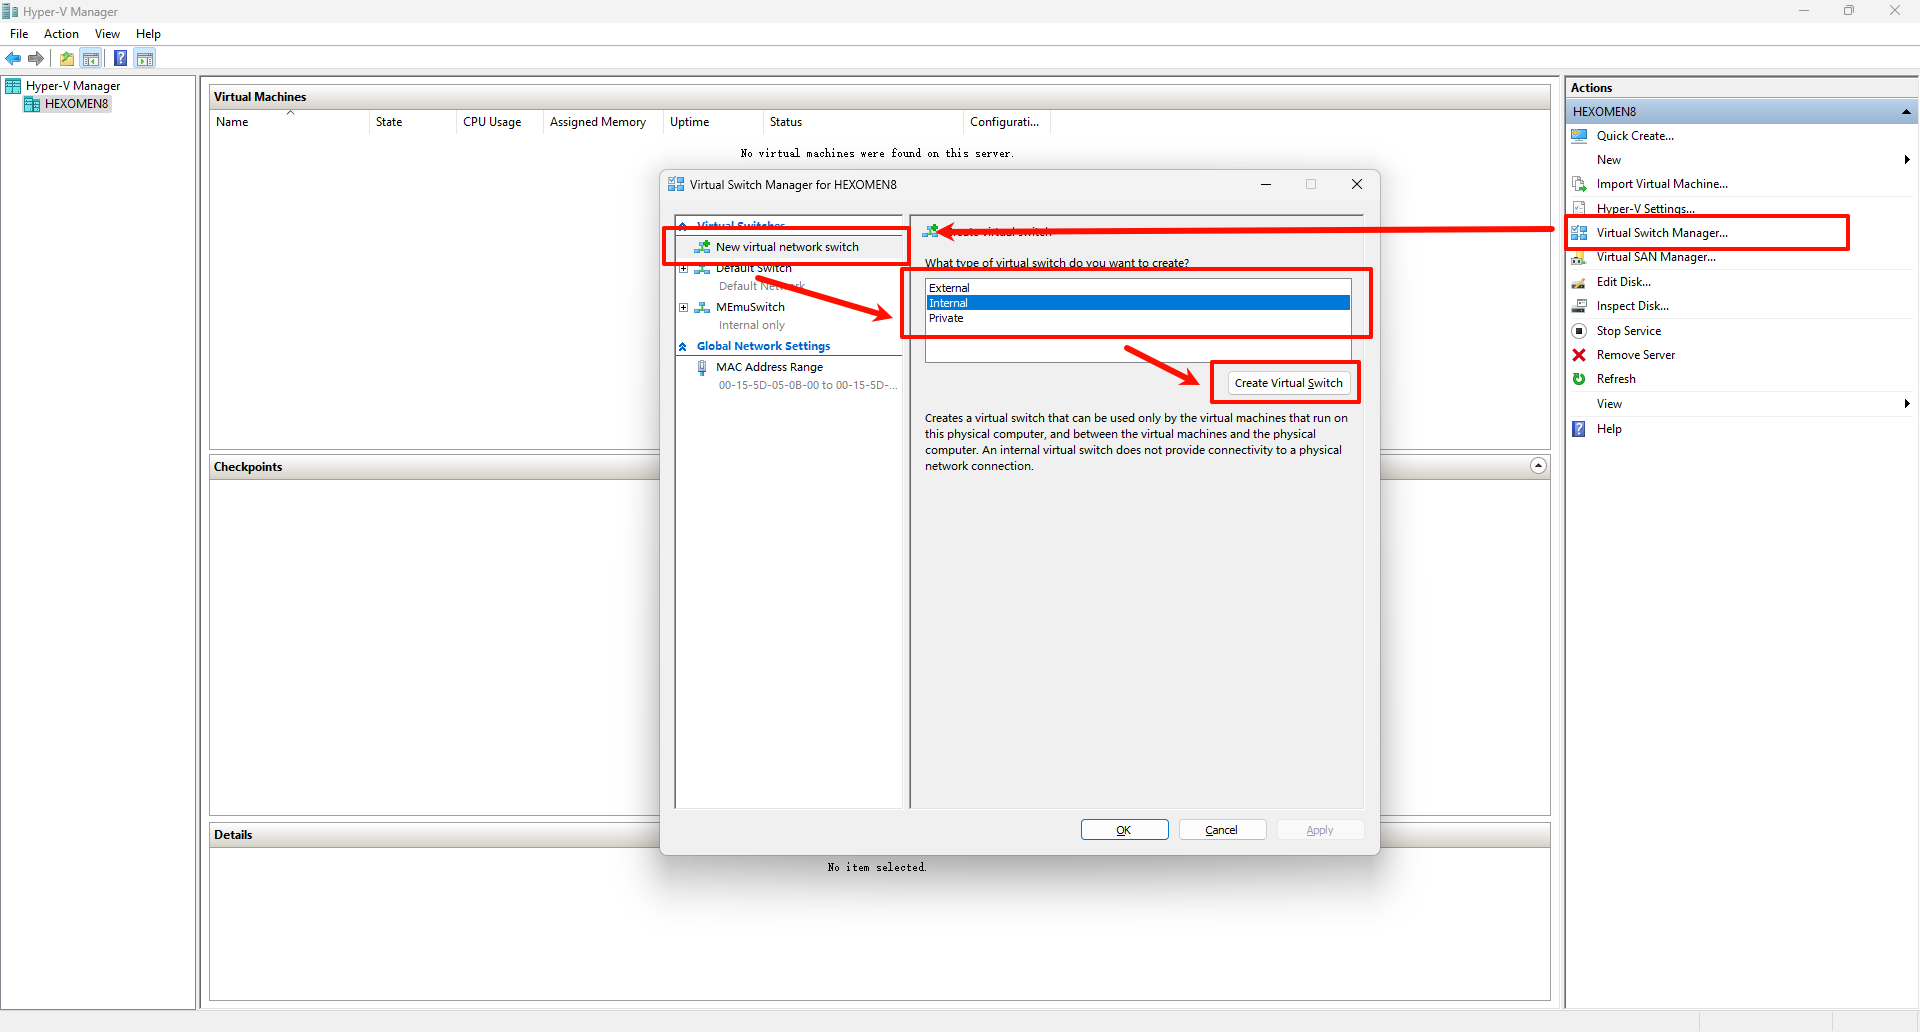 Hyper-V Manager
File Action View Help
Hyper-V Manager
HEXOMEN8
Virtual Machines
Name State CPU Usage Assigned Memory Uptime Status Configurati...
No virtual machines were found on this server.
Checkpoints
Details
No item selected.
Virtual Switch Manager for HEXOMEN8
Virtual Switches
New virtual network switch
Default Switch
Default Network
MEmuSwitch
Internal only
Global Network Settings
MAC Address Range
00-15-5D-05-0B-00 to 00-15-5D-...
Create virtual switch
What type of virtual switch do you want to create?
External
Internal
Private
Create Virtual Switch
Creates a virtual switch that can be used only by the virtual machines that run on
this physical computer, and between the virtual machines and the physical
computer. An internal virtual switch does not provide connectivity to a physical
network connection.
OK Cancel Apply
Actions
HEXOMEN8
Quick Create...
New
Import Virtual Machine...
Hyper-V Settings...
Virtual Switch Manager...
Virtual SAN Manager...
Edit Disk...
Inspect Disk...
Stop Service
Remove Server
Refresh
View
Help